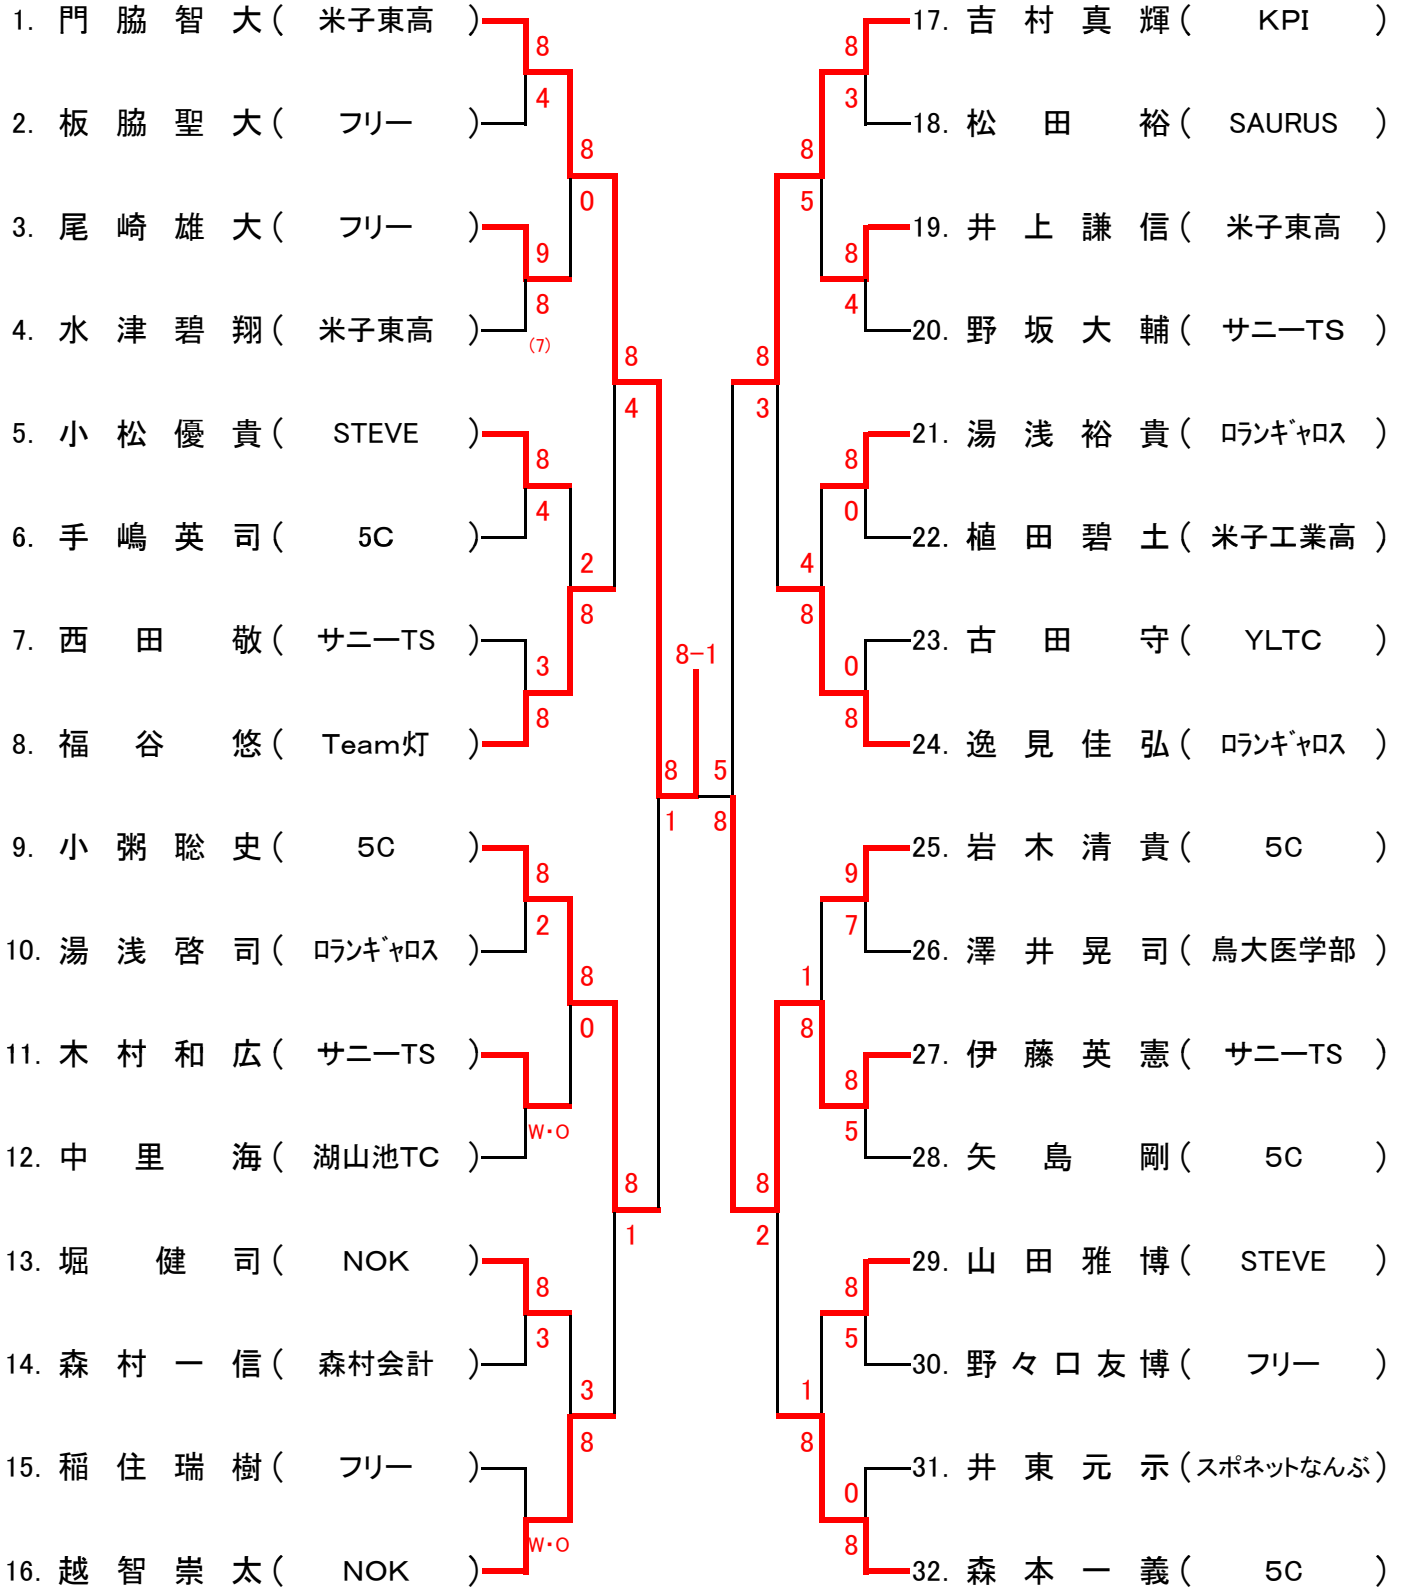 1. 門脇智大( 米子東高 )
8
4
2. 板脇聖大( フリー )
8
0
3. 尾崎雄大( フリー )
9
8
(7)
4. 水津碧翔( 米子東高 )
8
4
5. 小松優貴( STEVE )
8
4
6. 手嶋英司( 5C )
2
8
7. 西田敬( サニーTS )
3
8
8. 福谷悠( Team灯 )
8
1
9. 小粥聡史( 5C )
8
2
10. 湯浅啓司( ロランギャロス )
8
0
11. 木村和広( サニーTS )
W・O
12. 中里海( 湖山池TC )
8
1
13. 堀健司( NOK )
8
3
14. 森村一信( 森村会計 )
3
8
15. 稲住瑞樹( フリー )
W・O
16. 越智崇太( NOK )
8-1
17. 吉村真輝( KPI )
8
3
18. 松田裕( SAURUS )
8
5
19. 井上謙信( 米子東高 )
8
4
20. 野坂大輔( サニーTS )
8
3
21. 湯浅裕貴( ロランギャロス )
8
0
22. 植田碧土( 米子工業高 )
4
8
23. 古田守( YLTC )
0
8
24. 逸見佳弘( ロランギャロス )
5
8
25. 岩木清貴( 5C )
9
7
26. 澤井晃司( 鳥大医学部 )
1
8
27. 伊藤英憲( サニーTS )
8
5
28. 矢島剛( 5C )
8
2
29. 山田雅博( STEVE )
8
5
30. 野々口友博( フリー )
1
8
31. 井東元示(スポネットなんぶ)
0
8
32. 森本一義( 5C )